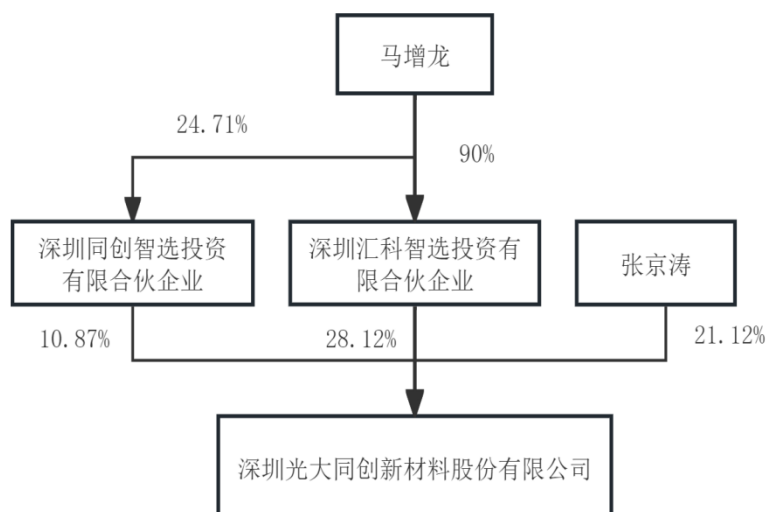 马增龙
24.71%
90%
深圳同创智选投资
有限合伙企业
深圳汇科智选投资有
限合伙企业
张京涛
10.87%
28.12%
21.12%
深圳光大同创新材料股份有限公司